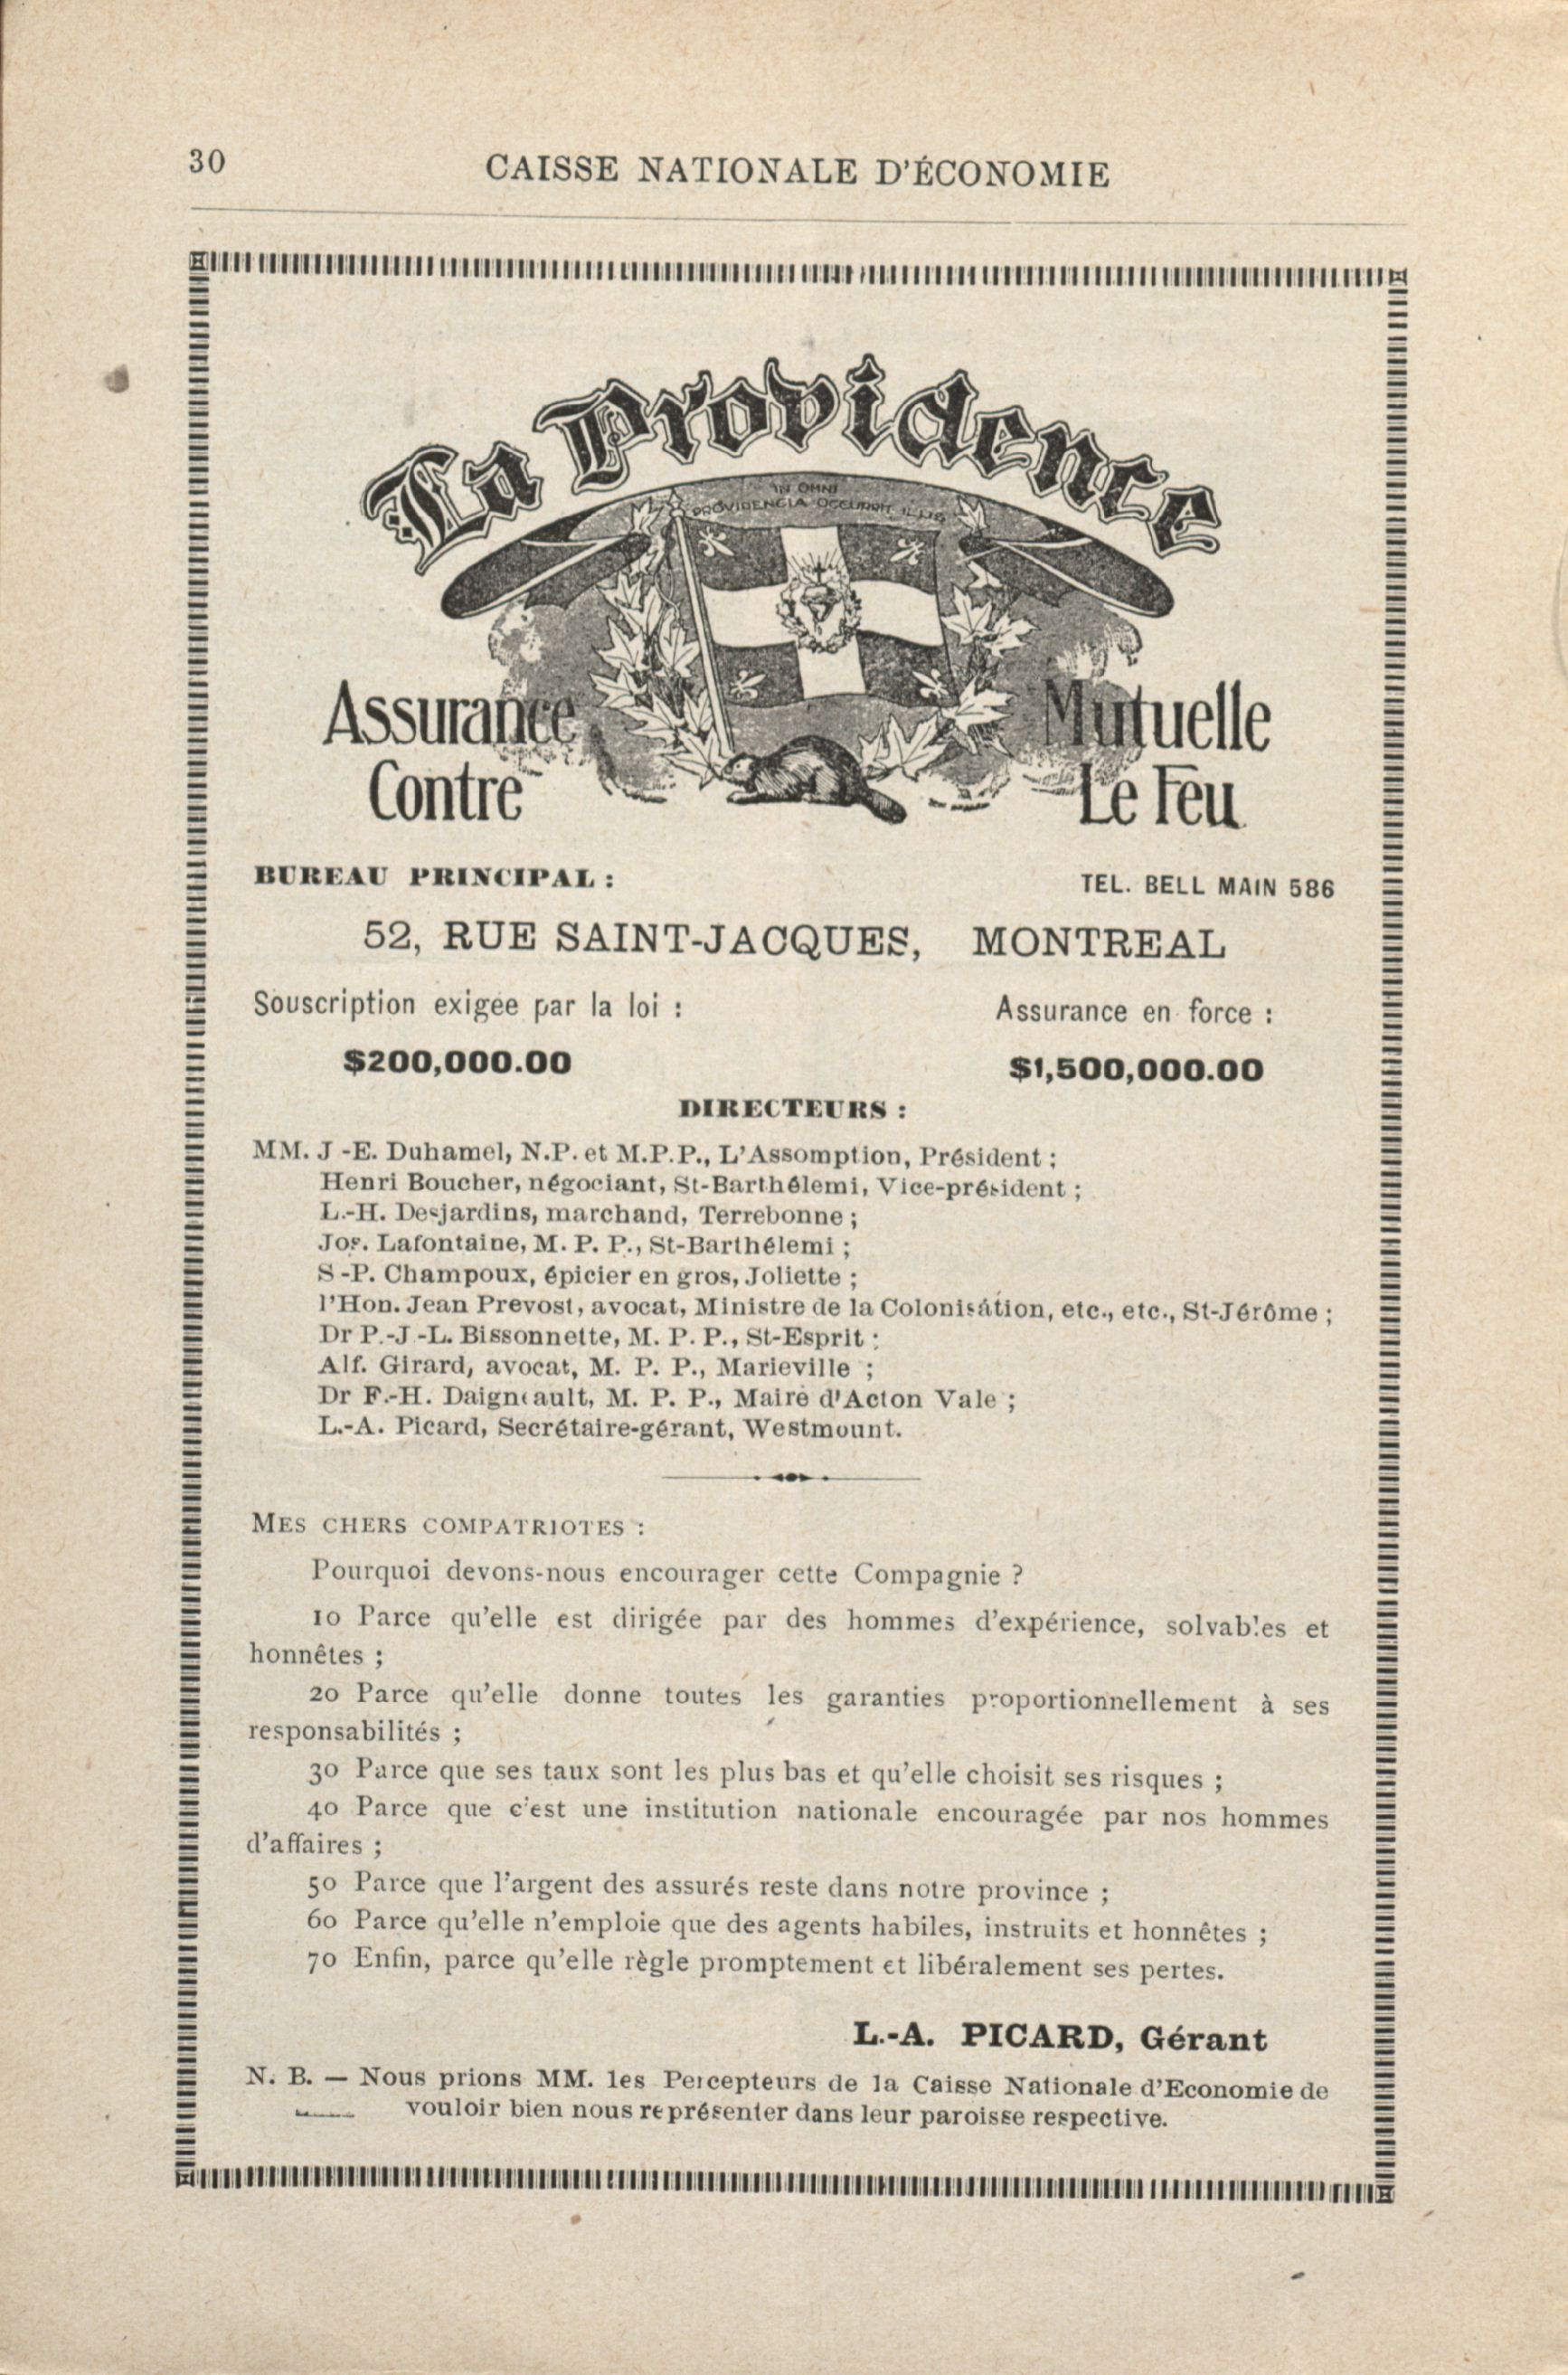 30
CAISSE NATIONALE D'ÉCONOMIE
La Providence
IN OMNI
PROVIDENCIA OCCURRIT ILLIS
Assurance Mutuelle
Contre Le Feu
BUREAU PRINCIPAL :
TEL. BELL MAIN 586
52, RUE SAINT-JACQUES, MONTREAL
Souscription exigée par la loi :
Assurance en force :
$200,000.00
$1,500,000.00
DIRECTEURS :
MM. J -E. Duhamel, N.P. et M.P.P., L'Assomption, Président ;
Henri Boucher, négociant, St-Barthélemi, Vice-président ;
L.-H. Desjardins, marchand, Terrebonne ;
Jos. Lafontaine, M. P. P., St-Barthélemi ;
S -P. Champoux, épicier en gros, Joliette ;
l'Hon. Jean Prevost, avocat, Ministre de la Colonisation, etc., etc., St-Jérôme ;
Dr P.-J -L. Bissonnette, M. P. P., St-Esprit ;
Alf. Girard, avocat, M. P. P., Marieville ;
Dr F.-H. Daigneault, M. P. P., Maire d'Acton Vale ;
L.-A. Picard, Secrétaire-gérant, Westmount.
MES CHERS COMPATRIOTES :
Pourquoi devons-nous encourager cette Compagnie ?
10 Parce qu'elle est dirigée par des hommes d'expérience, solvables et
honnêtes ;
20 Parce qu'elle donne toutes les garanties proportionnellement à ses
responsabilités ;
30 Parce que ses taux sont les plus bas et qu'elle choisit ses risques ;
40 Parce que c'est une institution nationale encouragée par nos hommes
d'affaires ;
50 Parce que l'argent des assurés reste dans notre province ;
60 Parce qu'elle n'emploie que des agents habiles, instruits et honnêtes ;
70 Enfin, parce qu'elle règle promptement et libéralement ses pertes.
L.-A. PICARD, Gérant
N. B. — Nous prions MM. les Percepteurs de la Caisse Nationale d'Economie de
vouloir bien nous représenter dans leur paroisse respective.